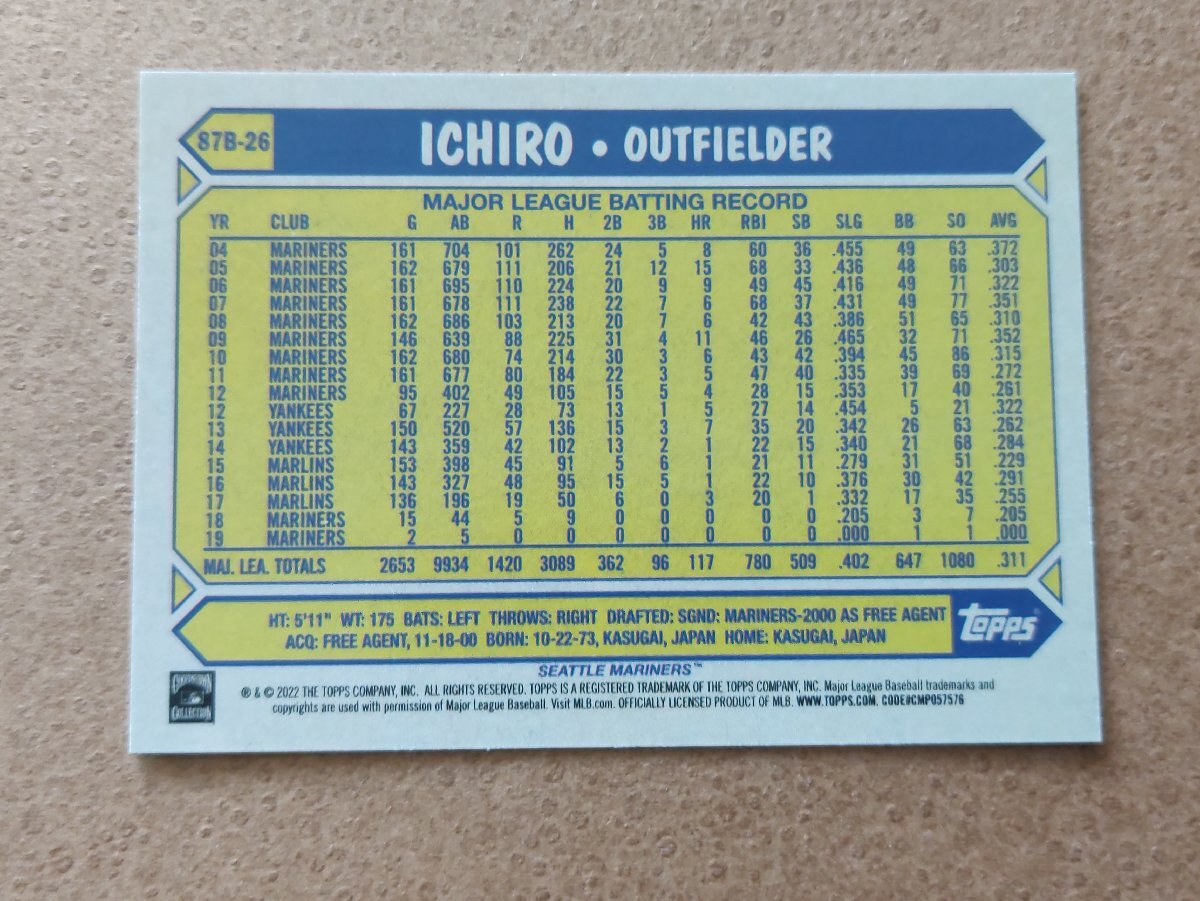 87B-26
ICHIRO • OUTFIELDER
MAJOR LEAGUE BATTING RECORD
YR CLUB G AB R H 2B 3B HR RBI SB SLG BB SO AVG
04 MARINERS 161 704 101 262 24 5 8 60 36 .455 49 63 .372
05 MARINERS 162 679 111 206 21 12 15 68 33 .436 48 66 .303
06 MARINERS 161 695 110 224 20 9 9 49 45 .416 49 71 .322
07 MARINERS 161 678 111 238 22 7 6 68 37 .431 49 77 .351
08 MARINERS 162 686 103 213 20 7 6 42 43 .386 51 65 .310
09 MARINERS 146 639 88 225 31 4 11 46 26 .465 32 71 .352
10 MARINERS 162 680 74 214 30 3 6 43 42 .394 45 86 .315
11 MARINERS 161 677 80 184 22 3 5 47 40 .335 39 69 .272
12 MARINERS 95 402 49 105 15 5 4 28 15 .353 17 40 .261
12 YANKEES 67 227 28 73 13 1 5 27 14 .454 5 21 .322
13 YANKEES 150 520 57 136 15 3 7 35 20 .342 26 63 .262
14 YANKEES 143 359 42 102 13 2 1 22 15 .340 21 68 .284
15 MARLINS 153 398 45 91 5 6 1 21 11 .279 31 51 .229
16 MARLINS 143 327 48 95 15 5 1 22 10 .376 30 42 .291
17 MARLINS 136 196 19 50 6 0 3 20 1 .332 17 35 .255
18 MARINERS 15 44 5 9 0 0 0 0 0 .205 3 7 .205
19 MARINERS 2 5 0 0 0 0 0 0 0 .000 1 1 .000
MAJ. LEA. TOTALS 2653 9934 1420 3089 362 96 117 780 509 .402 647 1080 .311
HT: 5'11" WT: 175 BATS: LEFT THROWS: RIGHT DRAFTED: SGND: MARINERS-2000 AS FREE AGENT
ACQ: FREE AGENT, 11-18-00 BORN: 10-22-73, KASUGAI, JAPAN HOME: KASUGAI, JAPAN
Topps®
SEATTLE MARINERS™
COOPERSTOWN
COLLECTION
® & © 2022 THE TOPPS COMPANY, INC. ALL RIGHTS RESERVED. TOPPS IS A REGISTERED TRADEMARK OF THE TOPPS COMPANY, INC. Major League Baseball trademarks and
copyrights are used with permission of Major League Baseball. Visit MLB.com. OFFICIALLY LICENSED PRODUCT OF MLB. WWW.TOPPS.COM. CODE#CMP057576